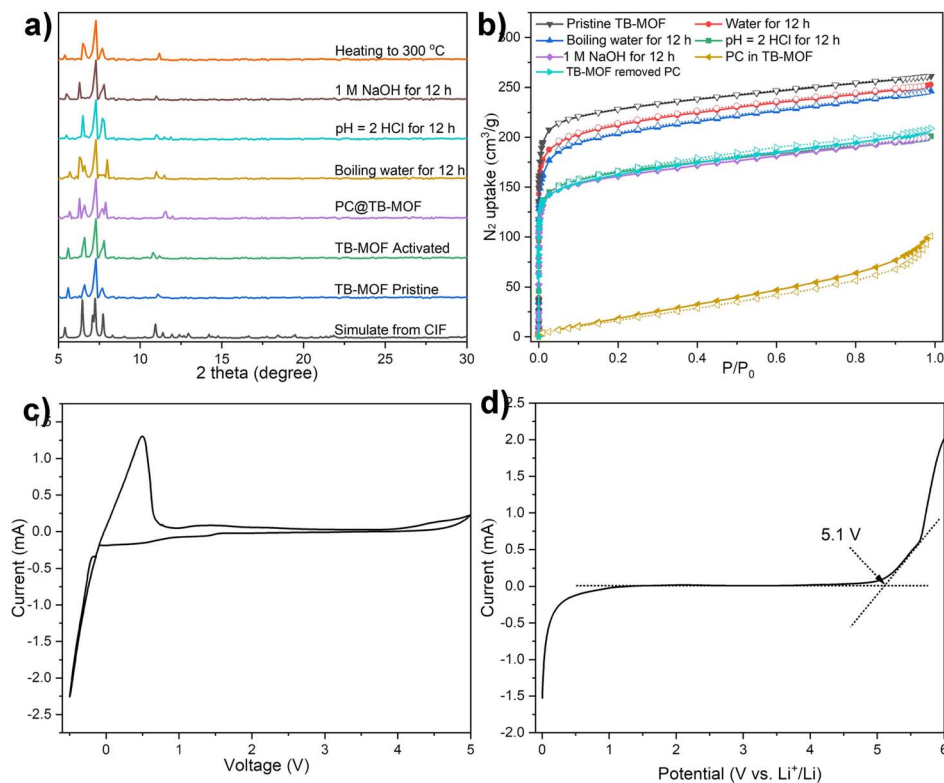 a)
Heating to 300 °C
1 M NaOH for 12 h
pH = 2 HCl for 12 h
Boiling water for 12 h
PC@TB-MOF
TB-MOF Activated
TB-MOF Pristine
Simulate from CIF
5 10 15 20 25 30
2 theta (degree)
b)
Pristine TB-MOF Water for 12 h
Boiling water for 12 h pH = 2 HCl for 12 h
1 M NaOH for 12 h PC in TB-MOF
TB-MOF removed PC
N₂ uptake (cm³/g)
300
250
200
150
100
50
0
0.0 0.2 0.4 0.6 0.8 1.0
P/P₀
c)
Current (mA)
1.5
1.0
0.5
0.0
-0.5
-1.0
-1.5
-2.0
-2.5
0 1 2 3 4 5
Voltage (V)
d)
Current (mA)
2.5
2.0
1.5
1.0
0.5
0.0
-0.5
-1.0
-1.5
-2.0
5.1 V
0 1 2 3 4 5 6
Potential (V vs. Li⁺/Li)